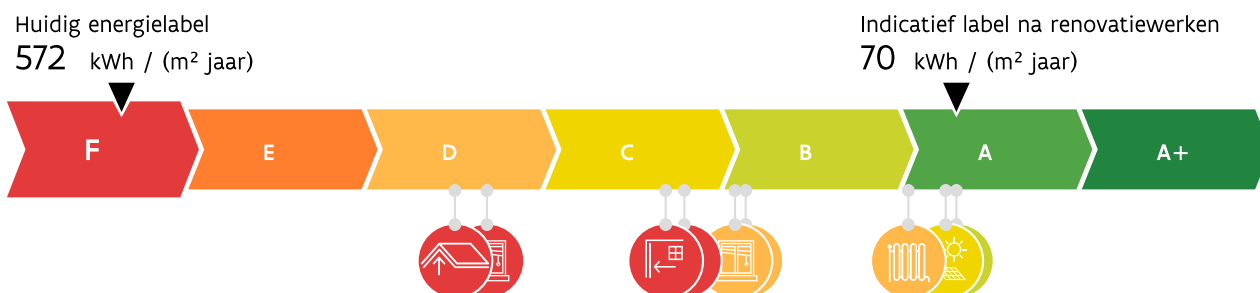 Huidig energielabel
572 kWh / (m² jaar)
Indicatief label na renovatiewerken
70 kWh / (m² jaar)
F E D C B A A+